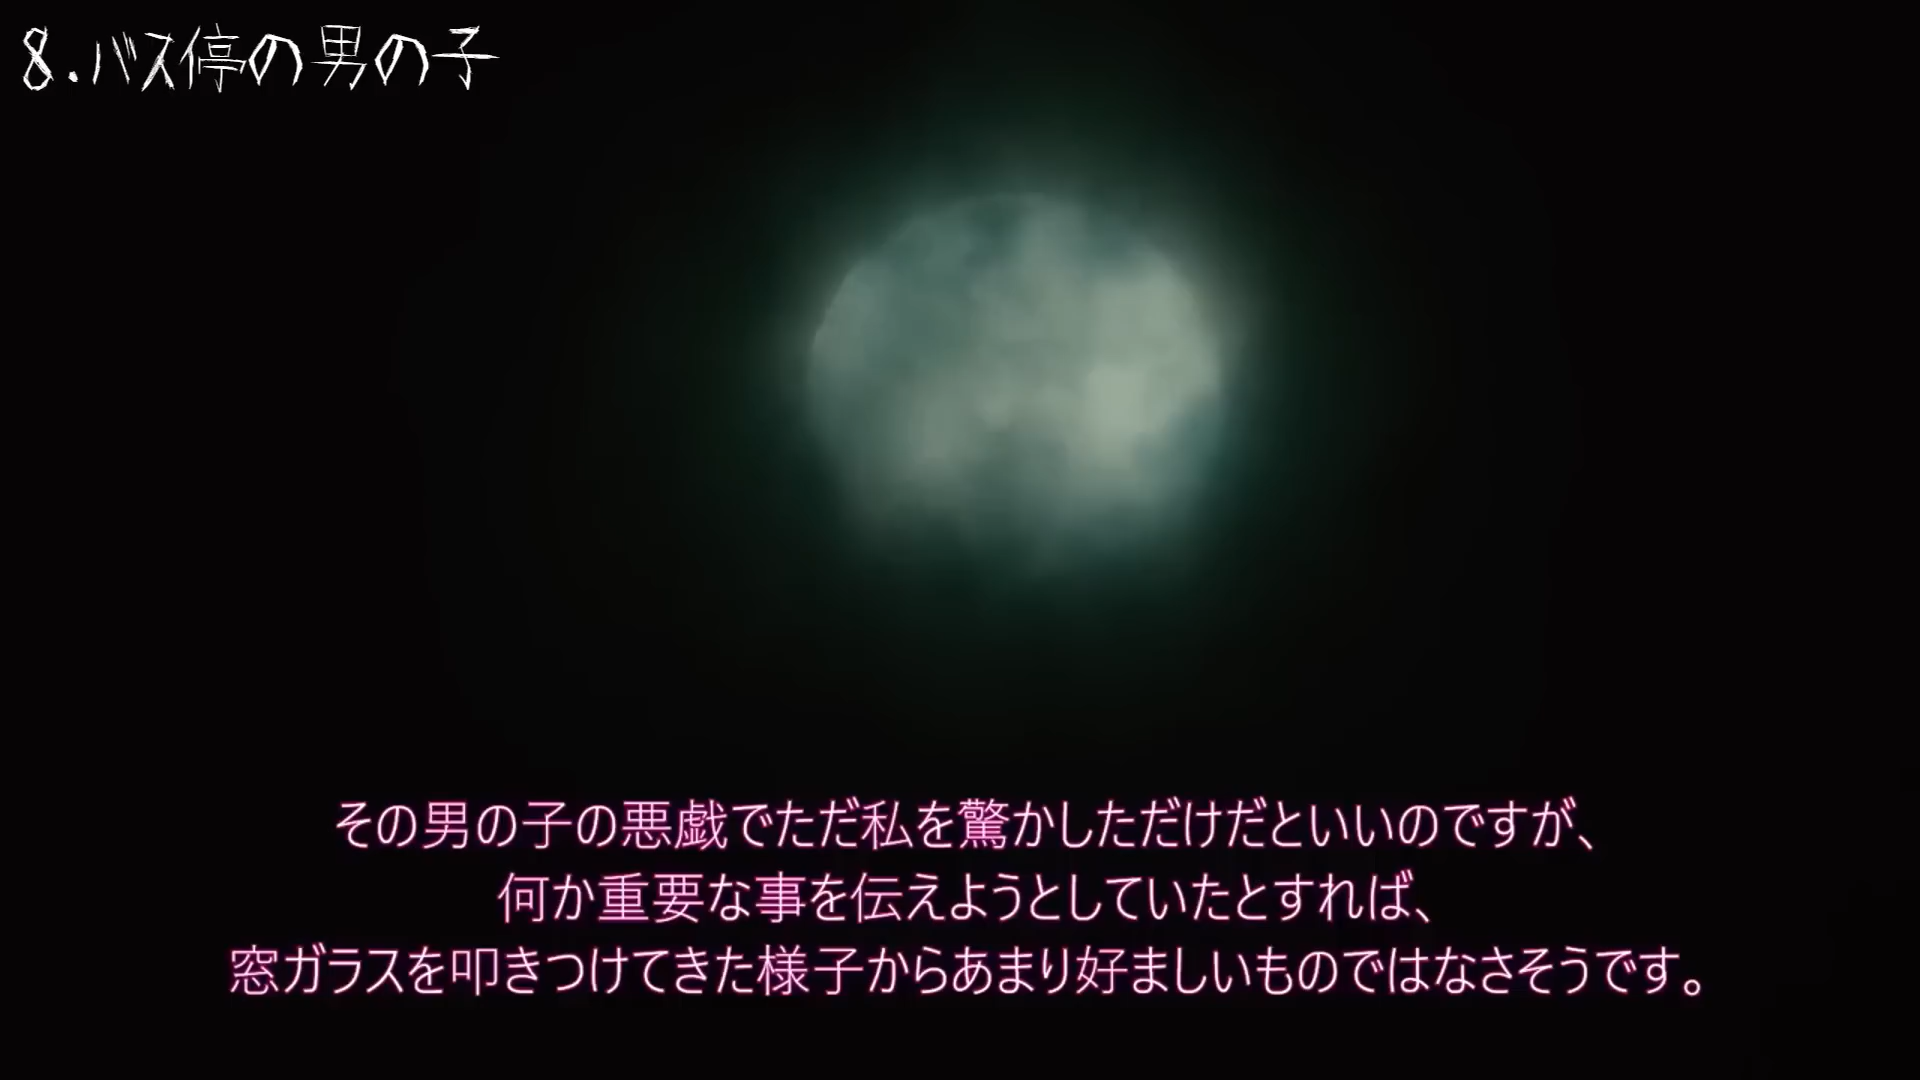 8.バス停の男の子
その男の子の悪戯でただ私を驚かしただけだといいのですが、
何か重要な事を伝えようとしていたとすれば、
窓ガラスを叩きつけてきた様子からあまり好ましいものではなさそうです。